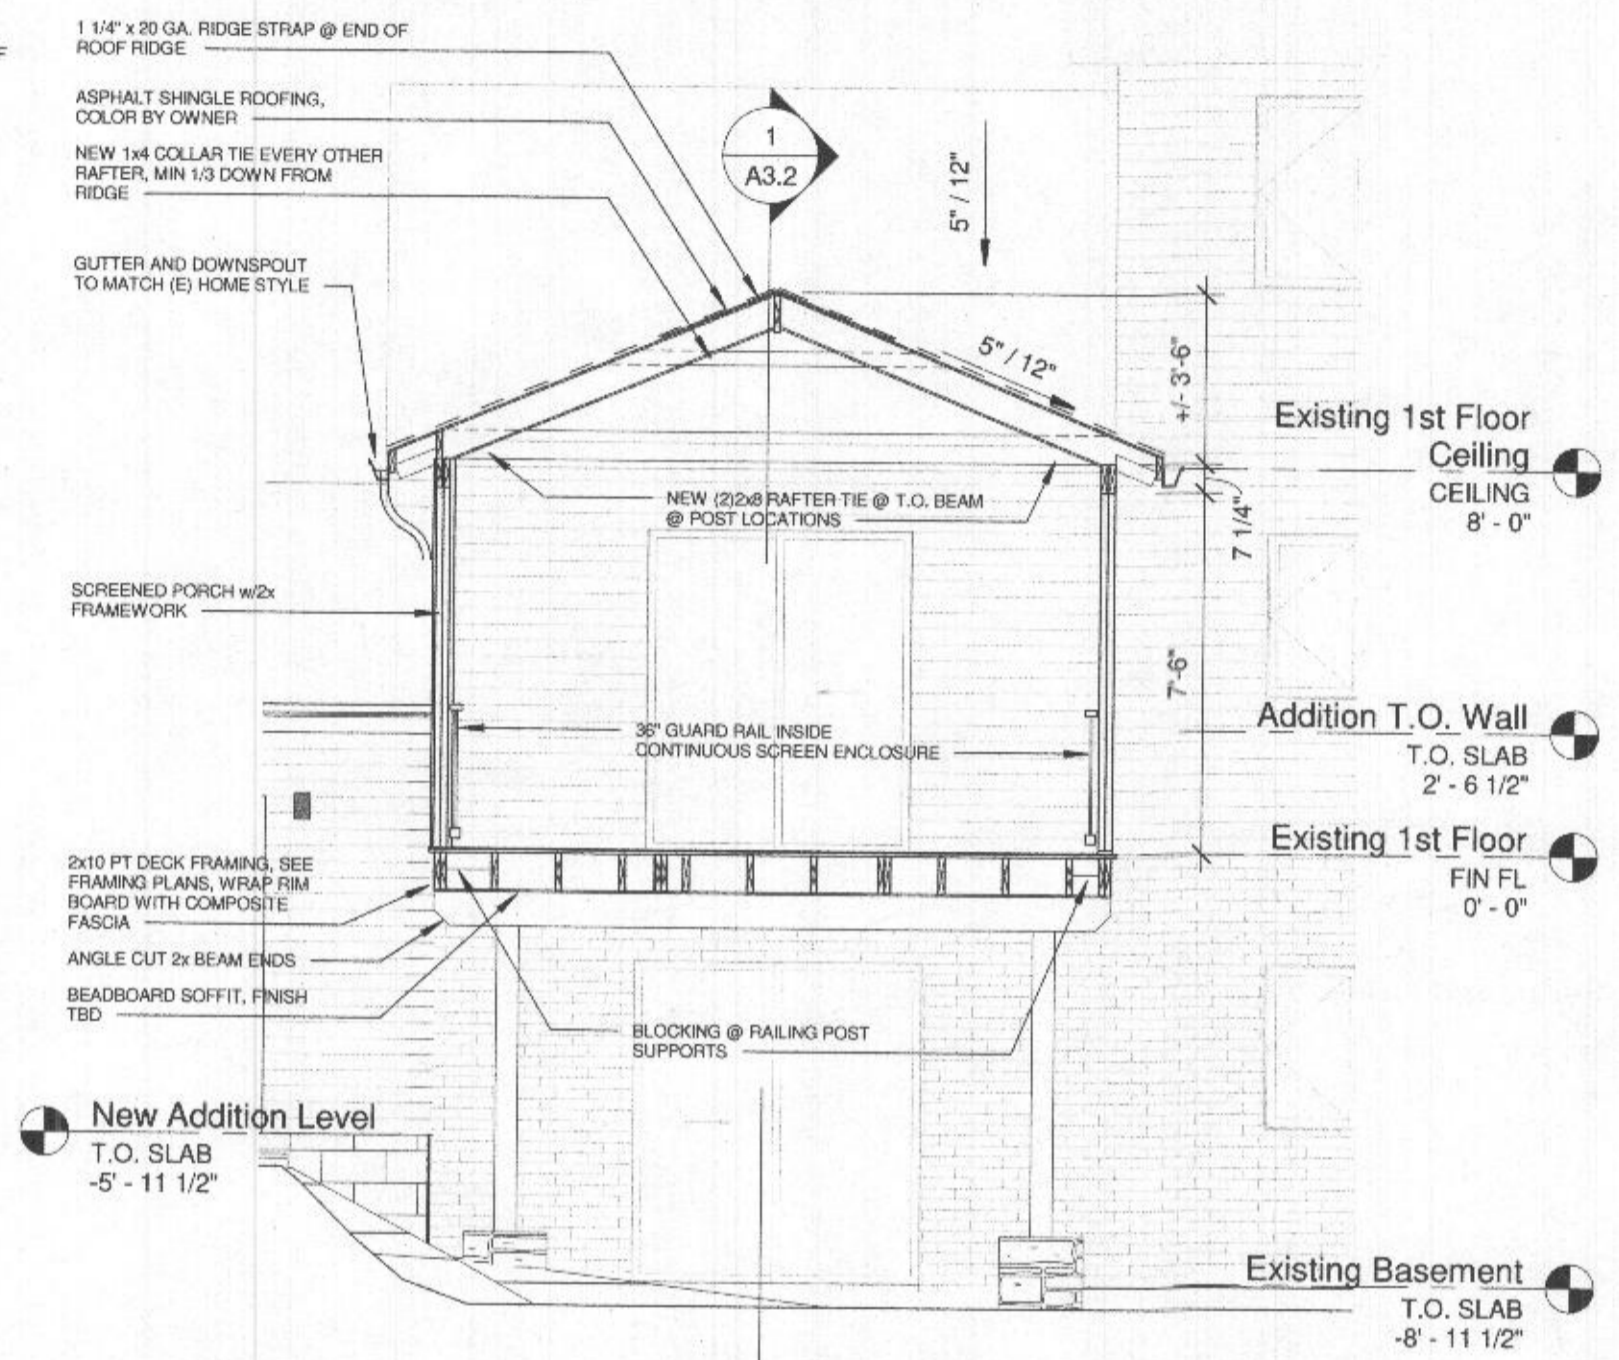 1 1/4" x 20 GA. RIDGE STRAP @ END OF
ROOF RIDGE
ASPHALT SHINGLE ROOFING,
COLOR BY OWNER
NEW 1x4 COLLAR TIE EVERY OTHER
RAFTER, MIN 1/3 DOWN FROM
RIDGE
GUTTER AND DOWNSPOUT
TO MATCH (E) HOME STYLE
1
A3.2
5" / 12"
5" / 12"
+/- 3'-6"
Existing 1st Floor
Ceiling
CEILING
8' - 0"
7 1/4"
NEW (2)2x8 RAFTER TIE @ T.O. BEAM
@ POST LOCATIONS
SCREENED PORCH w/2x
FRAMEWORK
7'-6"
36" GUARD RAIL INSIDE
CONTINUOUS SCREEN ENCLOSURE
Addition T.O. Wall
T.O. SLAB
2' - 6 1/2"
Existing 1st Floor
FIN FL
0' - 0"
2x10 PT DECK FRAMING, SEE
FRAMING PLANS, WRAP RIM
BOARD WITH COMPOSITE
FASCIA
ANGLE CUT 2x BEAM ENDS
BEADBOARD SOFFIT, FINISH
TBD
BLOCKING @ RAILING POST
SUPPORTS
New Addition Level
T.O. SLAB
-5' - 11 1/2"
Existing Basement
T.O. SLAB
-8' - 11 1/2"